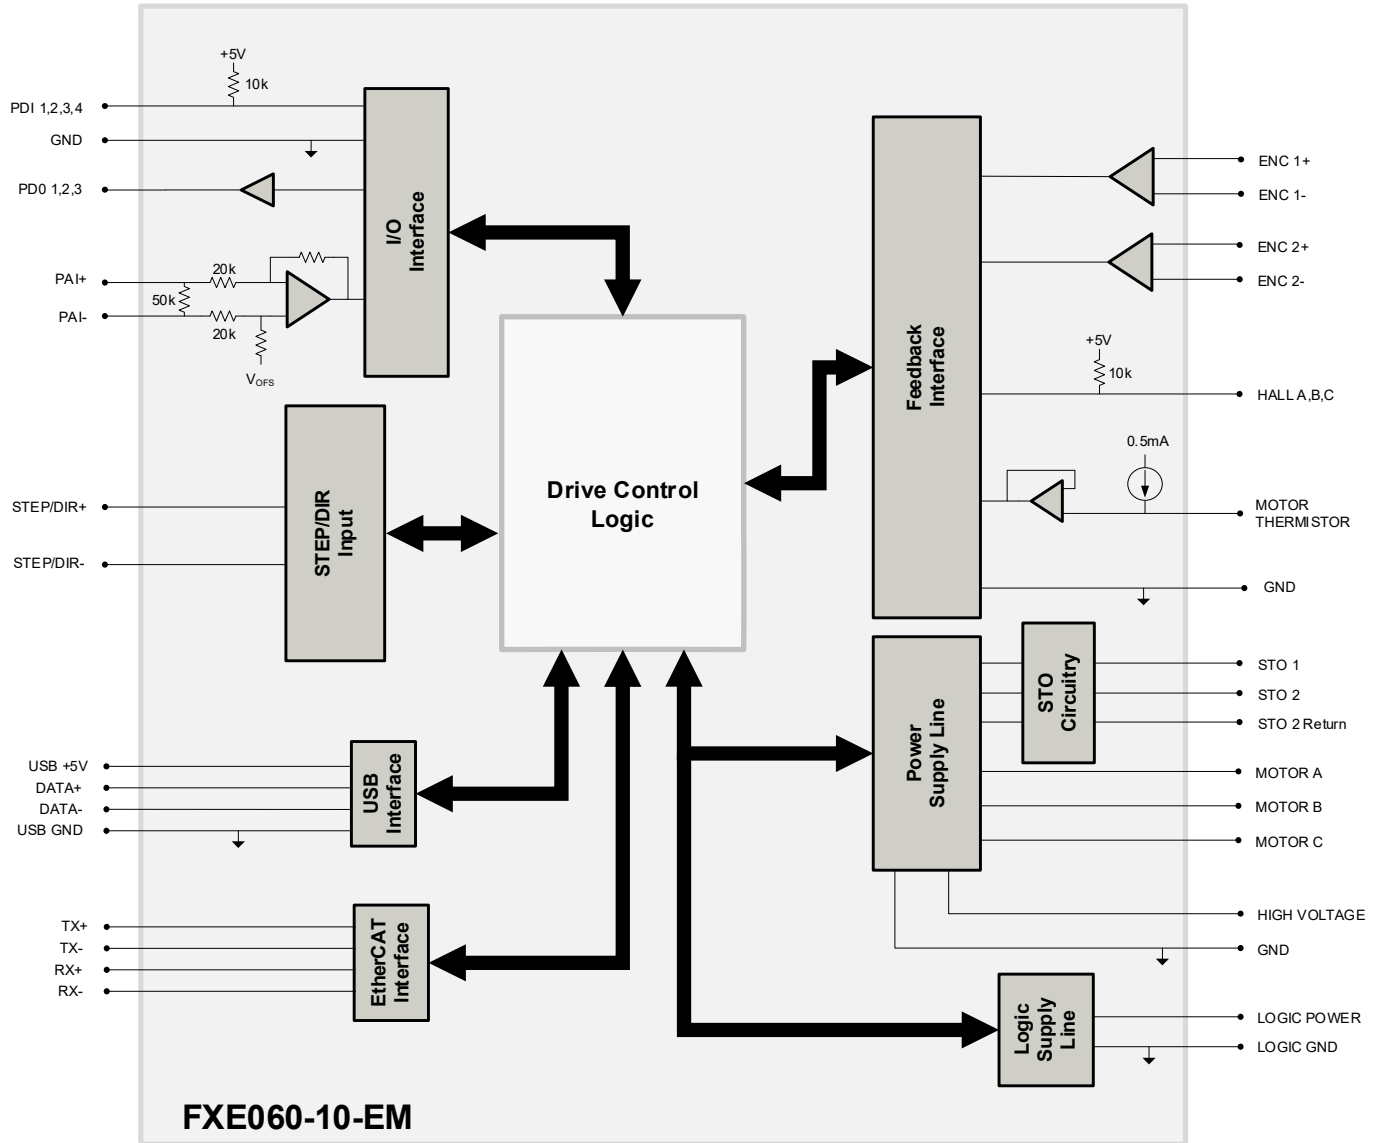 +5V
10k
PDI 1,2,3,4
GND
PD0 1,2,3
PAI+
20k
50k
PAI-
20k
VOFS
I/O
Interface
STEP/DIR+
STEP/DIR-
STEP/DIR
Input
Drive Control
Logic
Feedback
Interface
ENC 1+
ENC 1-
ENC 2+
ENC 2-
+5V
10k
HALL A,B,C
0.5mA
MOTOR
THERMISTOR
GND
USB +5V
DATA+
DATA-
USB GND
USB
Interface
TX+
TX-
RX+
RX-
EtherCAT
Interface
Power
Supply Line
STO
Circuitry
STO 1
STO 2
STO 2 Return
MOTOR A
MOTOR B
MOTOR C
HIGH VOLTAGE
GND
Logic
Supply
Line
LOGIC POWER
LOGIC GND
FXE060-10-EM